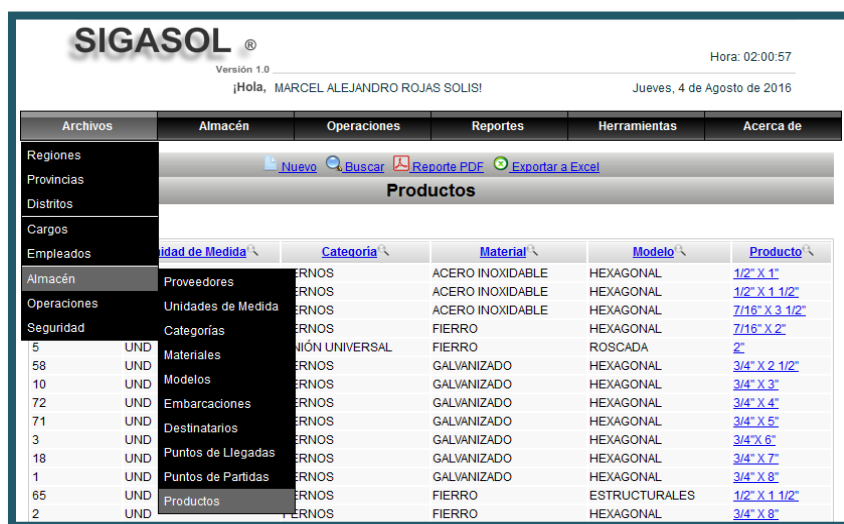 SIGASOL ®
Versión 1.0
Hora: 02:00:57
¡Hola, MARCEL ALEJANDRO ROJAS SOLIS!
Jueves, 4 de Agosto de 2016
Archivos Almacén Operaciones Reportes Herramientas Acerca de
Nuevo Buscar Reporte PDF Exportar a Excel
Productos
Regiones
Provincias
Distritos
Cargos
Empleados
Almacén
Operaciones
Seguridad
Proveedores
Unidades de Medida
Categorías
Materiales
Modelos
Embarcaciones
Destinatarios
Puntos de Llegadas
Puntos de Partidas
Productos
idad de Medida Categoría Material Modelo Producto
ERNOS ACERO INOXIDABLE HEXAGONAL 1/2" X 1"
ERNOS ACERO INOXIDABLE HEXAGONAL 1/2" X 1 1/2"
ERNOS ACERO INOXIDABLE HEXAGONAL 7/16" X 3 1/2"
ERNOS FIERRO HEXAGONAL 7/16" X 2"
5 UND NIÓN UNIVERSAL FIERRO ROSCADA 2"
58 UND ERNOS GALVANIZADO HEXAGONAL 3/4" X 2 1/2"
10 UND ERNOS GALVANIZADO HEXAGONAL 3/4" X 3"
72 UND ERNOS GALVANIZADO HEXAGONAL 3/4" X 4"
71 UND ERNOS GALVANIZADO HEXAGONAL 3/4" X 5"
3 UND ERNOS GALVANIZADO HEXAGONAL 3/4"X 6"
18 UND ERNOS GALVANIZADO HEXAGONAL 3/4" X 7"
1 UND ERNOS GALVANIZADO HEXAGONAL 3/4" X 8"
65 UND ERNOS FIERRO ESTRUCTURALES 1/2" X 1 1/2"
2 UND PERNOS FIERRO HEXAGONAL 3/4" X 8"